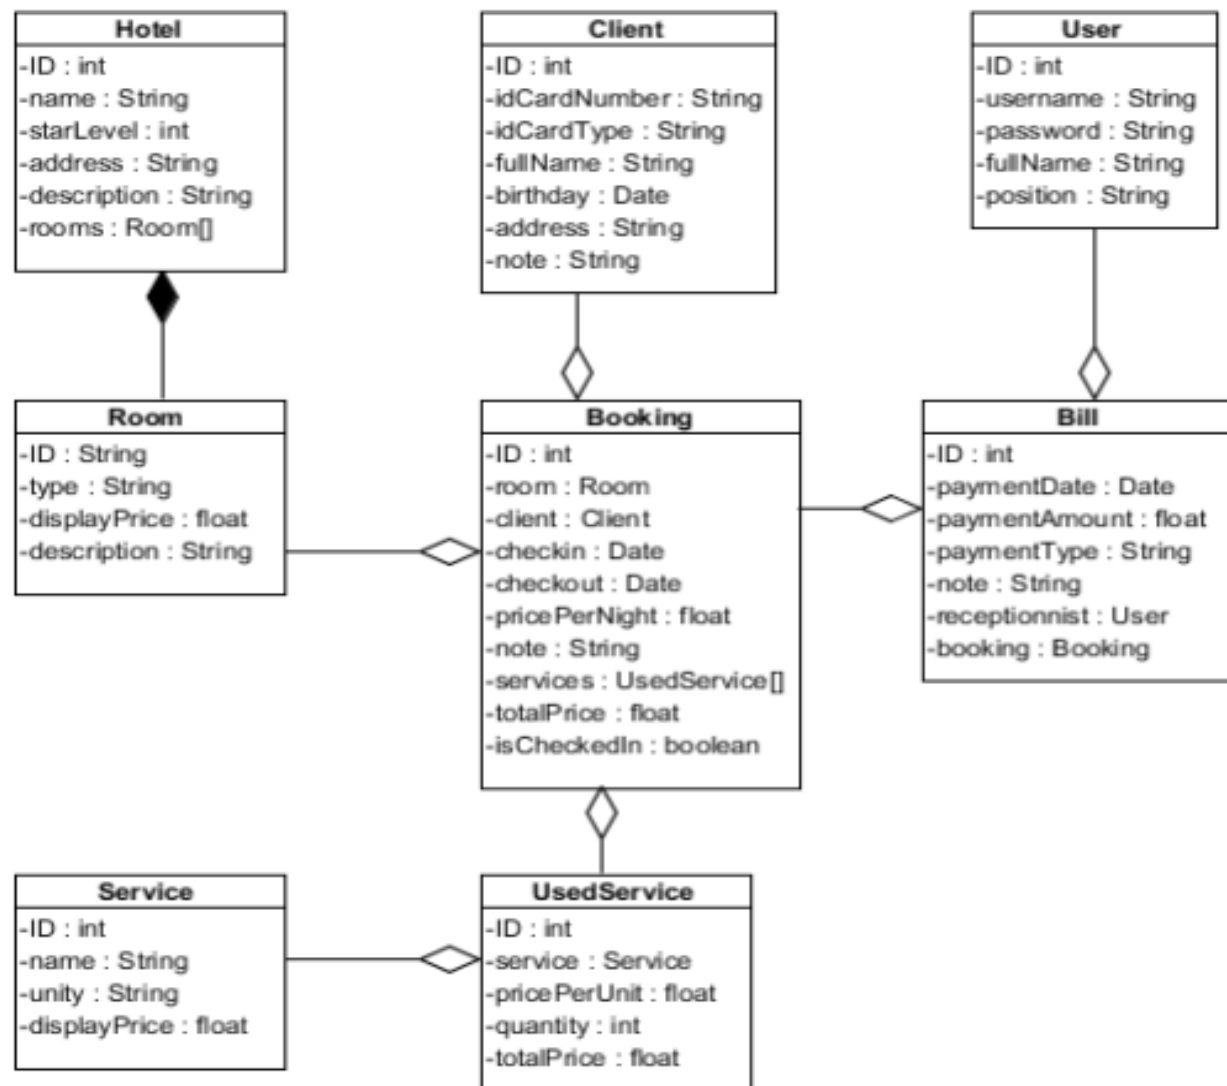 Hotel
-ID : int
-name : String
-starLevel : int
-address : String
-description : String
-rooms : Room[]
Client
-ID : int
-idCardNumber : String
-idCardType : String
-fullName : String
-birthday : Date
-address : String
-note : String
User
-ID : int
-username : String
-password : String
-fullName : String
-position : String
Room
-ID : String
-type : String
-displayPrice : float
-description : String
Booking
-ID : int
-room : Room
-client : Client
-checkin : Date
-checkout : Date
-pricePerNight : float
-note : String
-services : UsedService[]
-totalPrice : float
-isCheckedIn : boolean
Bill
-ID : int
-paymentDate : Date
-paymentAmount : float
-paymentType : String
-note : String
-receptionnist : User
-booking : Booking
Service
-ID : int
-name : String
-unity : String
-displayPrice : float
UsedService
-ID : int
-service : Service
-pricePerUnit : float
-quantity : int
-totalPrice : float